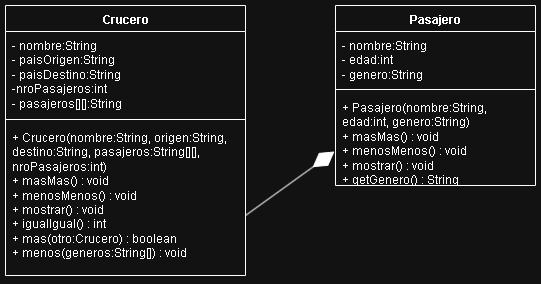 Crucero
- nombre:String
- paisOrigen:String
- paisDestino:String
-nroPasajeros:int
- pasajeros[][]:String
+ Crucero(nombre:String, origen:String,
destino:String, pasajeros:String[][],
nroPasajeros:int)
+ masMas() : void
+ menosMenos() : void
+ mostrar() : void
+ igualIgual() : int
+ mas(otro:Crucero) : boolean
+ menos(generos:String[]) : void
Pasajero
- nombre:String
- edad:int
- genero:String
+ Pasajero(nombre:String,
edad:int, genero:String)
+ masMas() : void
+ menosMenos() : void
+ mostrar() : void
+ getGenero() : String